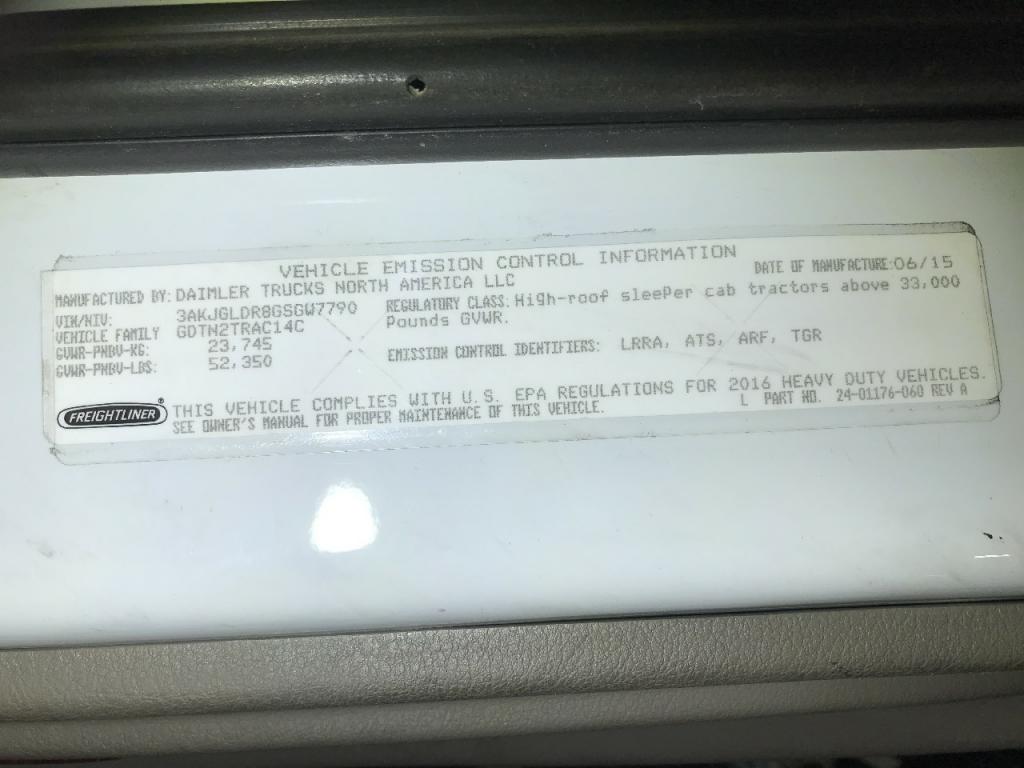 VEHICLE EMISSION CONTROL INFORMATION
DATE OF MANUFACTURE: 06/15
MANUFACTURED BY: DAIMLER TRUCKS NORTH AMERICA LLC
VIN/NIV: 3AKJGLDR8GSGW7790
VEHICLE FAMILY GDTN2TRAC14C
GVWR-PNBV-KG: 23,745
GVWR-PNBV-LBS: 52,350
REGULATORY CLASS: High-roof sleeper cab tractors above 33,000
Pounds GVWR.
EMISSION CONTROL IDENTIFIERS: LRRA, ATS, ARF, TGR
FREIGHTLINER®
THIS VEHICLE COMPLIES WITH U.S. EPA REGULATIONS FOR 2016 HEAVY DUTY VEHICLES.
SEE OWNER'S MANUAL FOR PROPER MAINTENANCE OF THIS VEHICLE.
L PART NO. 24-01176-060 REV A